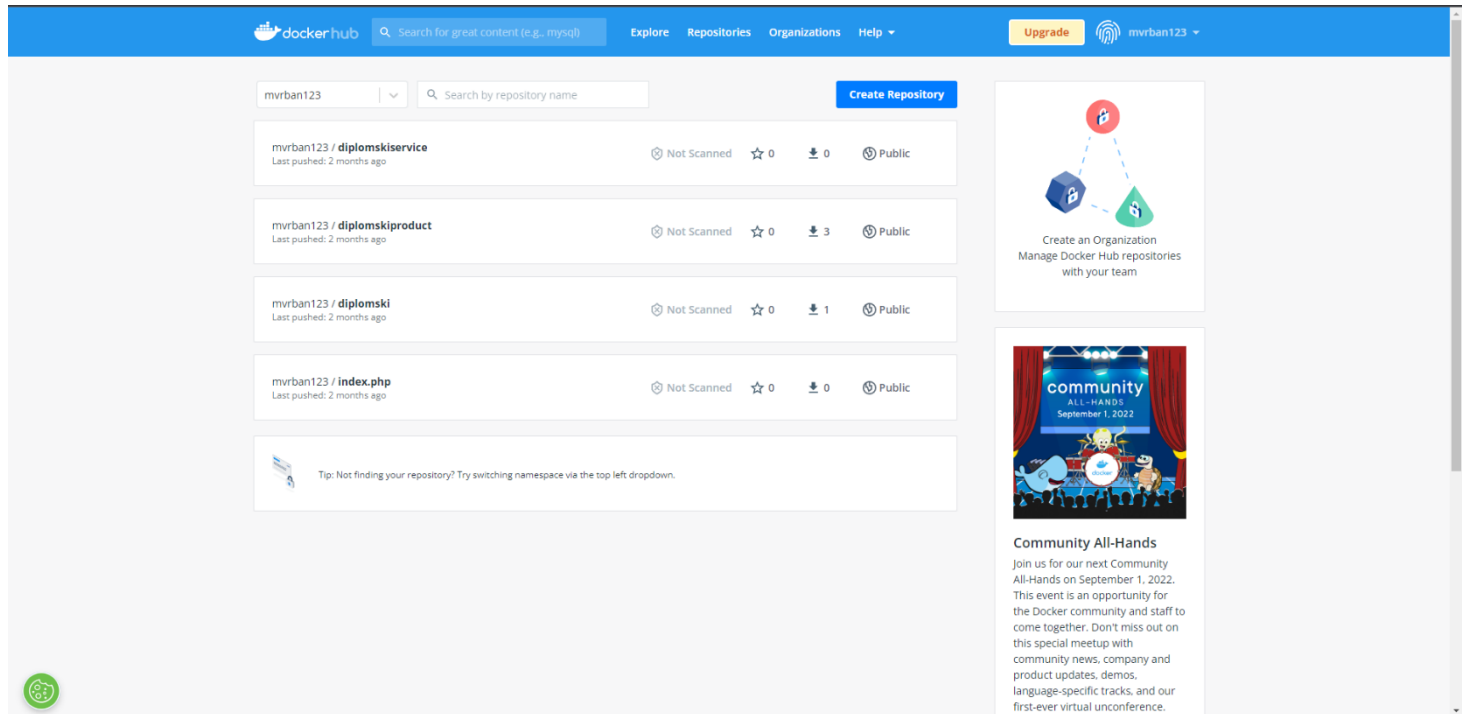 docker hub
Search for great content (e.g., mysql)
Explore Repositories Organizations Help
Upgrade
mvrban123
mvrban123
Search by repository name
Create Repository
mvrban123 / diplomskiservice
Last pushed: 2 months ago
Not Scanned 0 0 Public
mvrban123 / diplomskiproduct
Last pushed: 2 months ago
Not Scanned 0 3 Public
mvrban123 / diplomski
Last pushed: 2 months ago
Not Scanned 0 1 Public
mvrban123 / index.php
Last pushed: 2 months ago
Not Scanned 0 0 Public
Tip: Not finding your repository? Try switching namespace via the top left dropdown.
Create an Organization
Manage Docker Hub repositories
with your team
community
ALL-HANDS
September 1, 2022
docker
Community All-Hands
Join us for our next Community
All-Hands on September 1, 2022.
This event is an opportunity for
the Docker community and staff to
come together. Don't miss out on
this special meetup with
community news, company and
product updates, demos,
language-specific tracks, and our
first-ever virtual unconference.